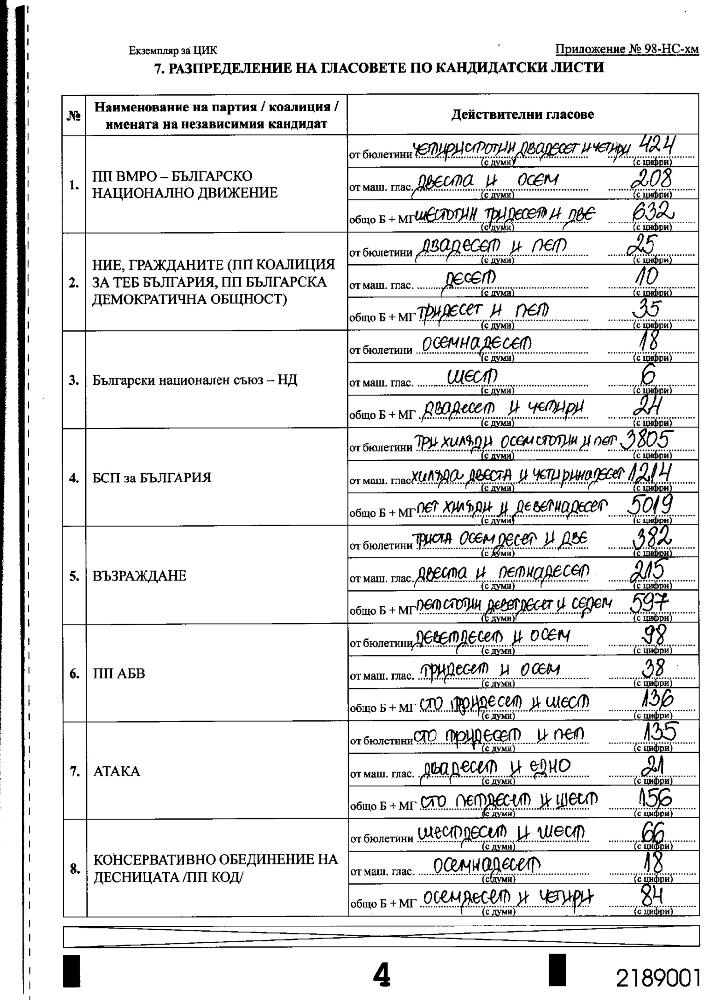 Екземпляр за ЦИК
Приложение № 98-НС-хм
7. РАЗПРЕДЕЛЕНИЕ НА ГЛАСОВЕТЕ ПО КАНДИДАТСКИ ЛИСТИ
№
Наименование на партия / коалиция /
имената на независимия кандидат
Действителни гласове
1.
ПП ВМРО – БЪЛГАРСКО
НАЦИОНАЛНО ДВИЖЕНИЕ
от бюлетини четиристотин двадесет и четири 424
(с думи) (с цифри)
от маш. глас. двеста и осем 208
(с думи) (с цифри)
общо Б + МГ шестотин тридесет и две 632
(с думи) (с цифри)
2.
НИЕ, ГРАЖДАНИТЕ (ПП КОАЛИЦИЯ
ЗА ТЕБ БЪЛГАРИЯ, ПП БЪЛГАРСКА
ДЕМОКРАТИЧНА ОБЩНОСТ)
от бюлетини двадесет и пет 25
(с думи) (с цифри)
от маш. глас. десет 10
(с думи) (с цифри)
общо Б + МГ тридесет и пет 35
(с думи) (с цифри)
3.
Български национален съюз – НД
от бюлетини осемнадесет 18
(с думи) (с цифри)
от маш. глас. шест 6
(с думи) (с цифри)
общо Б + МГ двадесет и четири 24
(с думи) (с цифри)
4.
БСП за БЪЛГАРИЯ
от бюлетини три хиляди осемстотин и пет 3805
(с думи) (с цифри)
от маш. глас. хиляда двеста и четиринадесет 1214
(с думи) (с цифри)
общо Б + МГ пет хиляди и деветнадесет 5019
(с думи) (с цифри)
5.
ВЪЗРАЖДАНЕ
от бюлетини триста осемдесет и две 382
(с думи) (с цифри)
от маш. глас. двеста и петнадесет 215
(с думи) (с цифри)
общо Б + МГ петстотин деветдесет и седем 597
(с думи) (с цифри)
6.
ПП АБВ
от бюлетини деветдесет и осем 98
(с думи) (с цифри)
от маш. глас. тридесет и осем 38
(с думи) (с цифри)
общо Б + МГ сто тридесет и шест 136
(с думи) (с цифри)
7.
АТАКА
от бюлетини сто тридесет и пет 135
(с думи) (с цифри)
от маш. глас. двадесет и едно 21
(с думи) (с цифри)
общо Б + МГ сто петдесет и шест 156
(с думи) (с цифри)
8.
КОНСЕРВАТИВНО ОБЕДИНЕНИЕ НА
ДЕСНИЦАТА /ПП КОД/
от бюлетини шестдесет и шест 66
(с думи) (с цифри)
от маш. глас. осемнадесет 18
(с думи) (с цифри)
общо Б + МГ осемдесет и четири 84
(с думи) (с цифри)
4
2189001